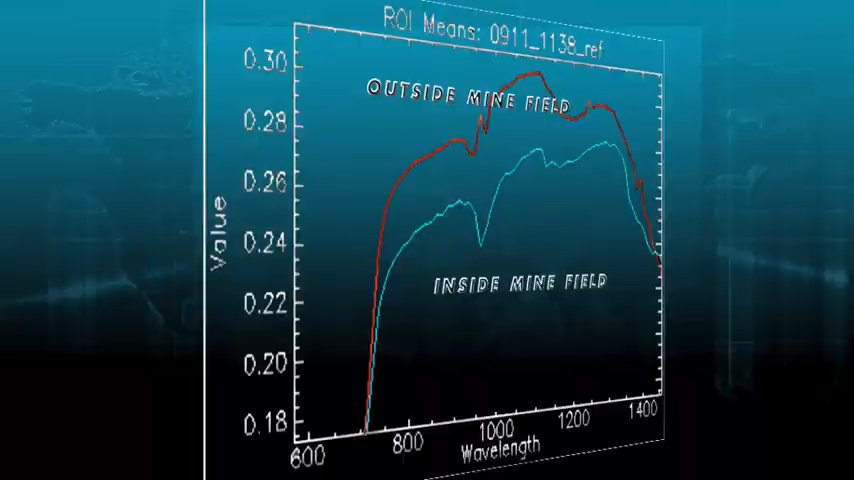 ROI Means: 0911_1138_ref
0.30
OUTSIDE MINE FIELD
0.28
0.26
0.24
Value
INSIDE MINE FIELD
0.22
0.20
0.18
600 800 1000 1200 1400
Wavelength